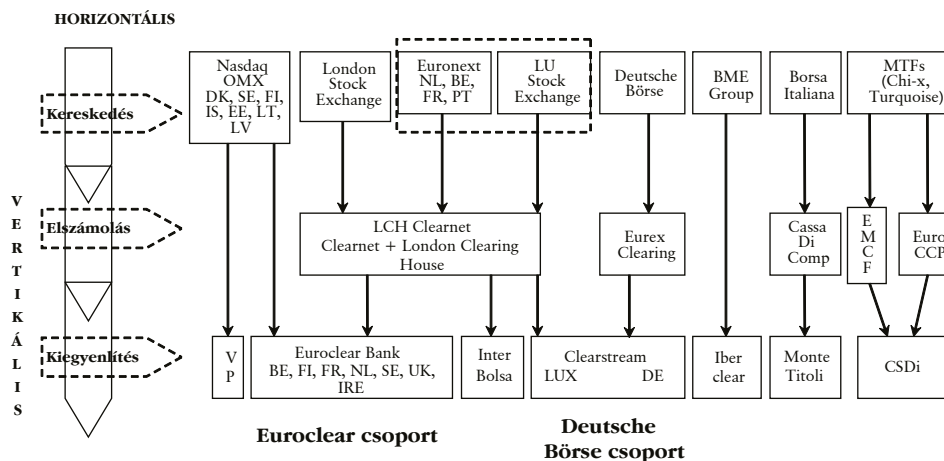 HORIZONTÁLIS
VERTIKÁLIS
Kereskedés
Nasdaq
OMX
DK, SE, FI,
IS, EE, LT,
LV
London
Stock
Exchange
Euronext
NL, BE,
FR, PT
LU
Stock
Exchange
Deutsche
Börse
BME
Group
Borsa
Italiana
MTFs
(Chi-x,
Turquoise)
Elszámolás
LCH Clearnet
Clearnet + London Clearing
House
Eurex
Clearing
Cassa
Di
Comp
E
M
C
F
Euro
CCP
Kiegyenlítés
V
P
Euroclear Bank
BE, FI, FR, NL, SE, UK,
IRE
Inter
Bolsa
Clearstream
LUX DE
Iber
clear
Monte
Titoli
CSDi
Euroclear csoport
Deutsche
Börse csoport